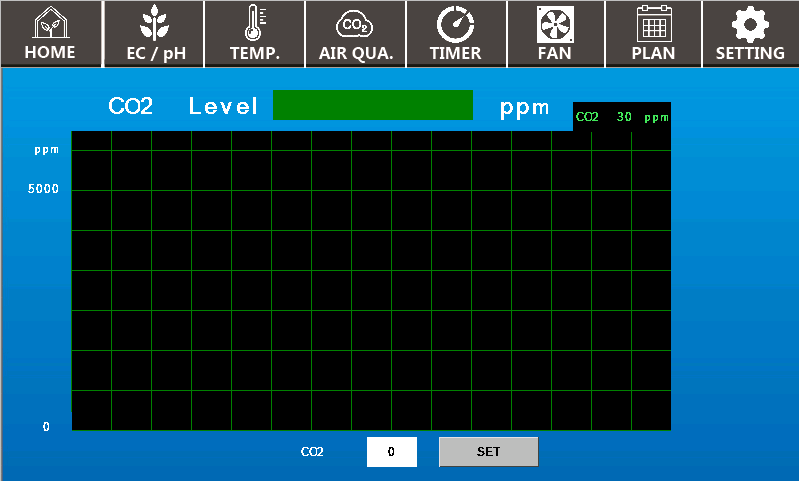 HOME EC / pH TEMP. AIR QUA. TIMER FAN PLAN SETTING
CO2
CO2 Level ppm
CO2 30 ppm
ppm
5000
0
CO2 0 SET